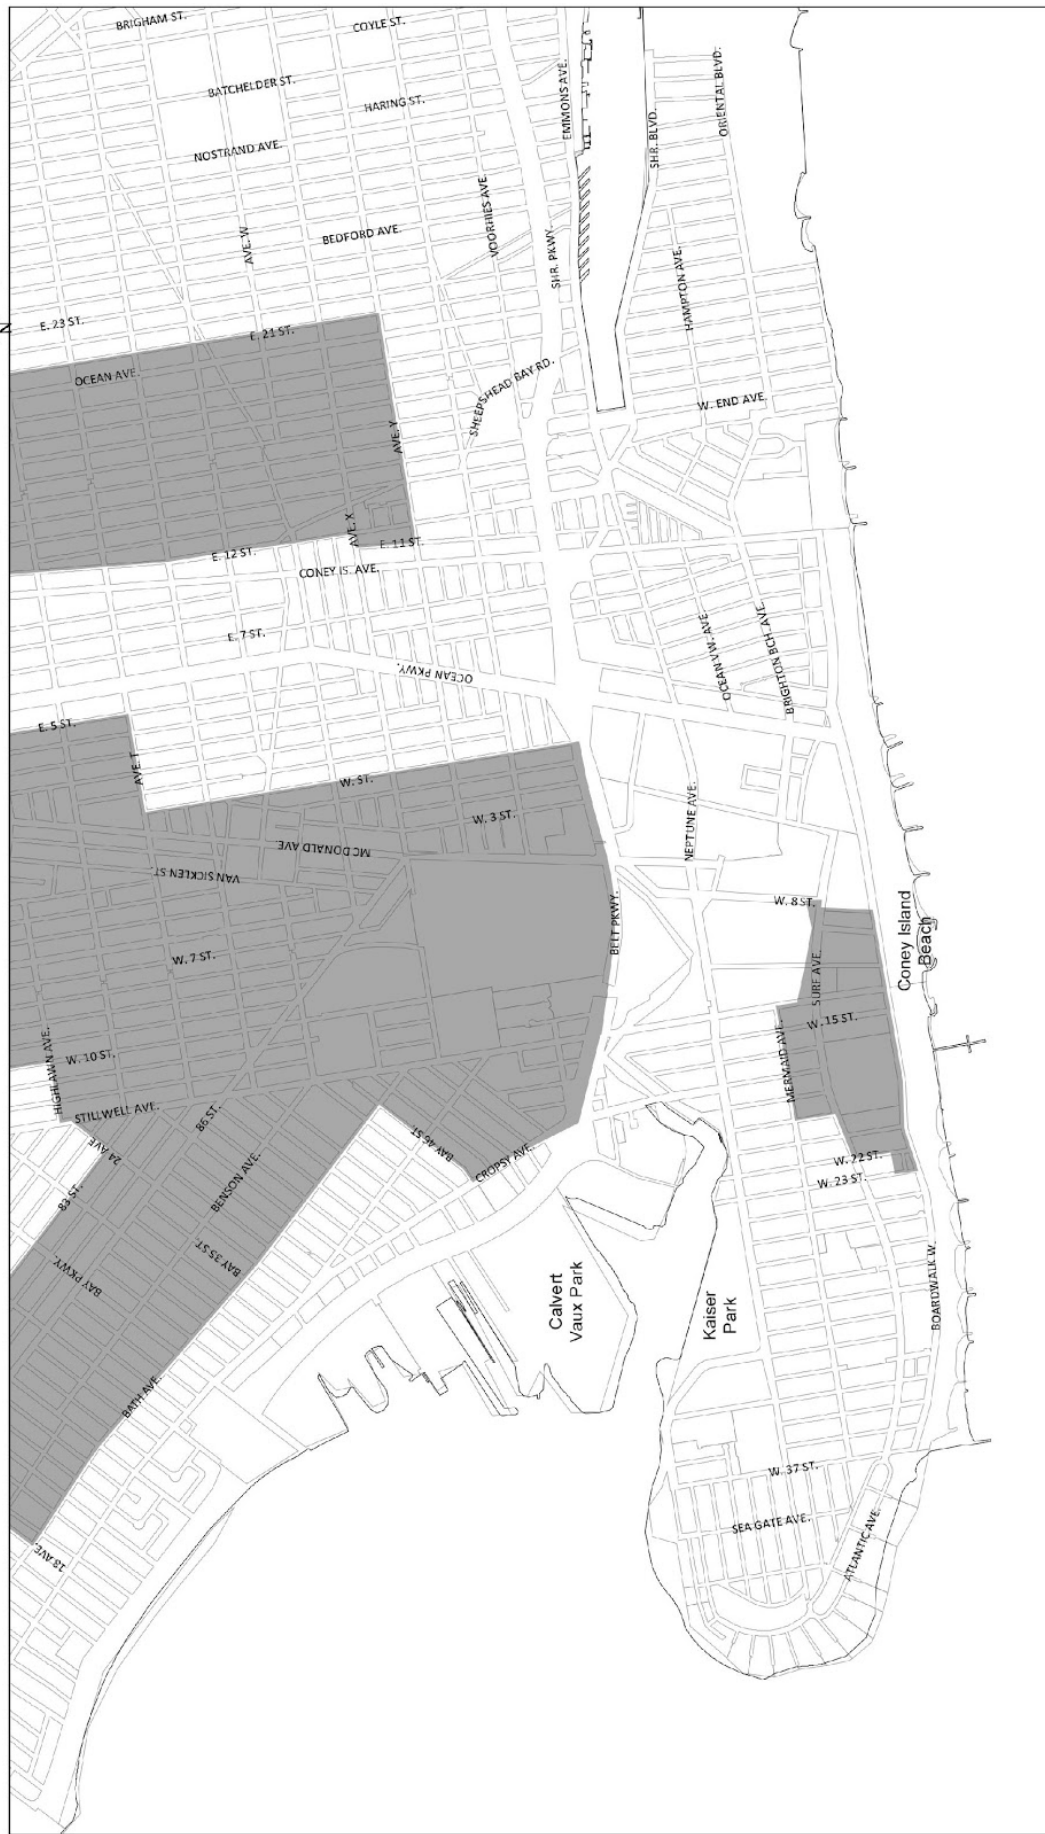 BRIGHAM ST.
COYLE ST.
BATCHELDER ST.
HARING ST.
EMMONS AVE.
ORIENTAL BLVD.
SHR. BLVD.
NOSTRAND AVE.
VOORHIES AVE.
BEDFORD AVE.
AVE. W
SHR. PKWY.
HAMPTON AVE.
N
E. 23 ST.
E. 21 ST.
OCEAN AVE.
SHEEPSHEAD BAY RD.
W. END AVE.
AVE. Y
AVE. X
E. 11 ST.
E. 12 ST.
CONEY IS. AVE.
E. 7 ST.
OCEAN PKWY.
OCEAN VW. AVE
BRIGHTON BCH. AVE.
E. 5 ST.
AVE. T
W. ST.
W. 3 ST.
NEPTUNE AVE.
MC DONALD AVE
VAN SICKLEN ST.
W. 8 ST.
BELT PKWY.
Coney Island
Beach
W. 7 ST.
SURF AVE.
W. 15 ST.
MERMAID AVE.
HIGHLAWN AVE.
W. 10 ST.
STILLWELL AVE.
86 ST.
24 AVE
BAY 46 ST.
CROPSY AVE.
W. 22 ST.
W. 23 ST.
83 ST.
BENSON AVE.
BAY 35 ST.
BAY PKWY.
BOARDWALK W.
Calvert
Vaux Park
Kaiser
Park
BATH AVE.
W. 37 ST.
SEA GATE AVE.
ATLANTIC AVE.
18 AVE.